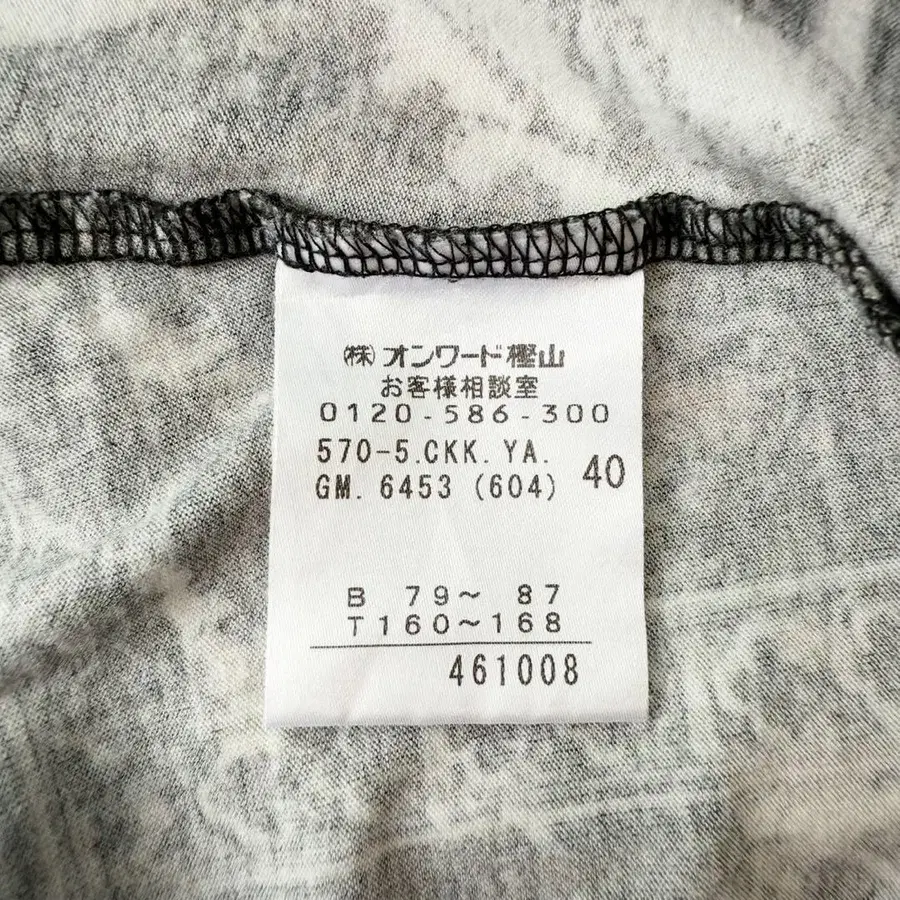 ㈱オンワード樫山
お客様相談室
0120-586-300
570-5.CKK.YA.
GM. 6453 (604) 40
B 79～ 87
T160～168
461008